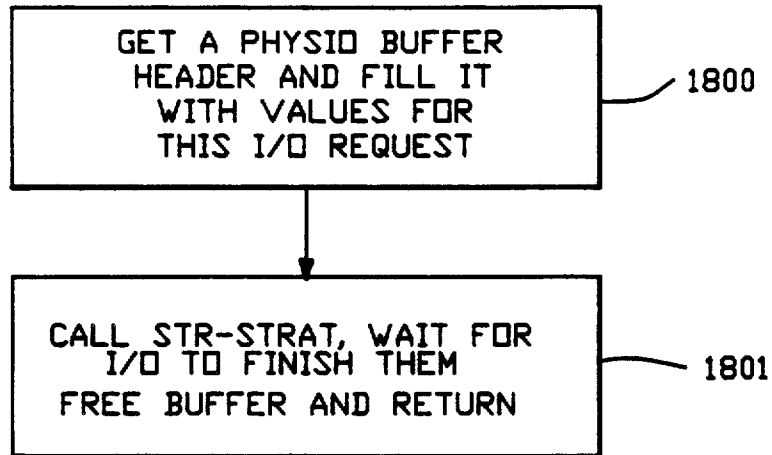 GET A PHYSIO BUFFER
HEADER AND FILL IT
WITH VALUES FOR
THIS I/O REQUEST
1800
CALL STR-STRAT, WAIT FOR
I/O TO FINISH THEM
FREE BUFFER AND RETURN
1801